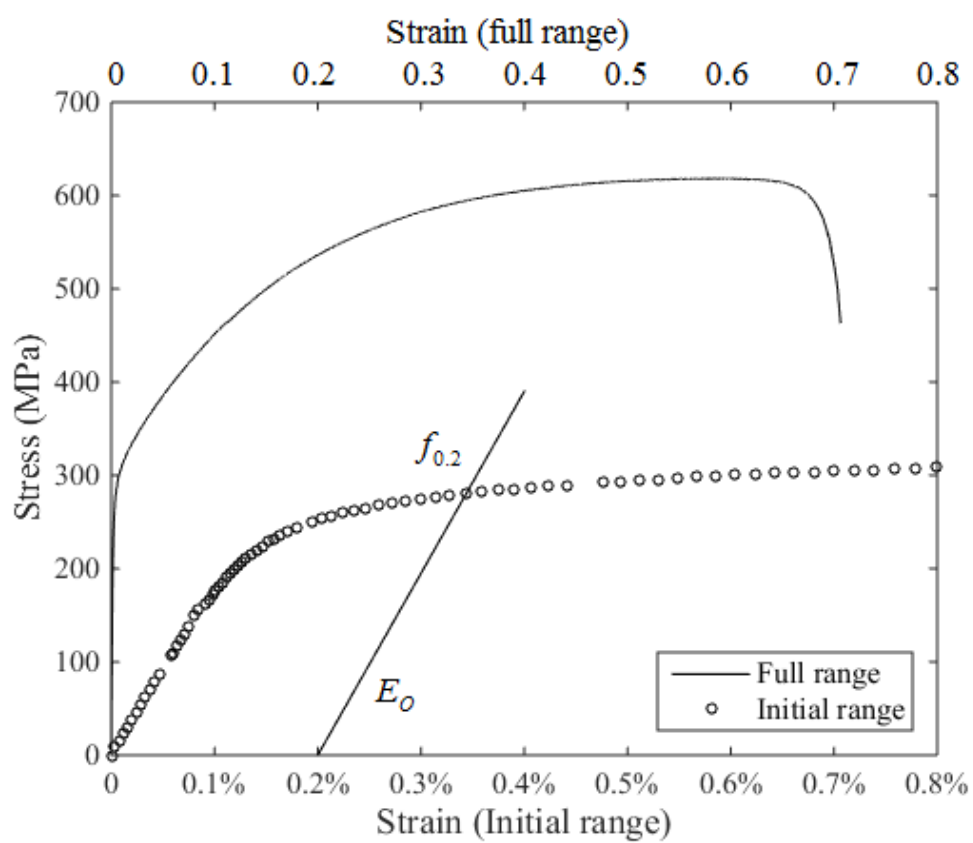 Strain (full range)
0 0.1 0.2 0.3 0.4 0.5 0.6 0.7 0.8
700
600
500
400
300
200
100
0
Stress (MPa)
f0.2
EO
Full range
Initial range
0 0.1% 0.2% 0.3% 0.4% 0.5% 0.6% 0.7% 0.8%
Strain (Initial range)